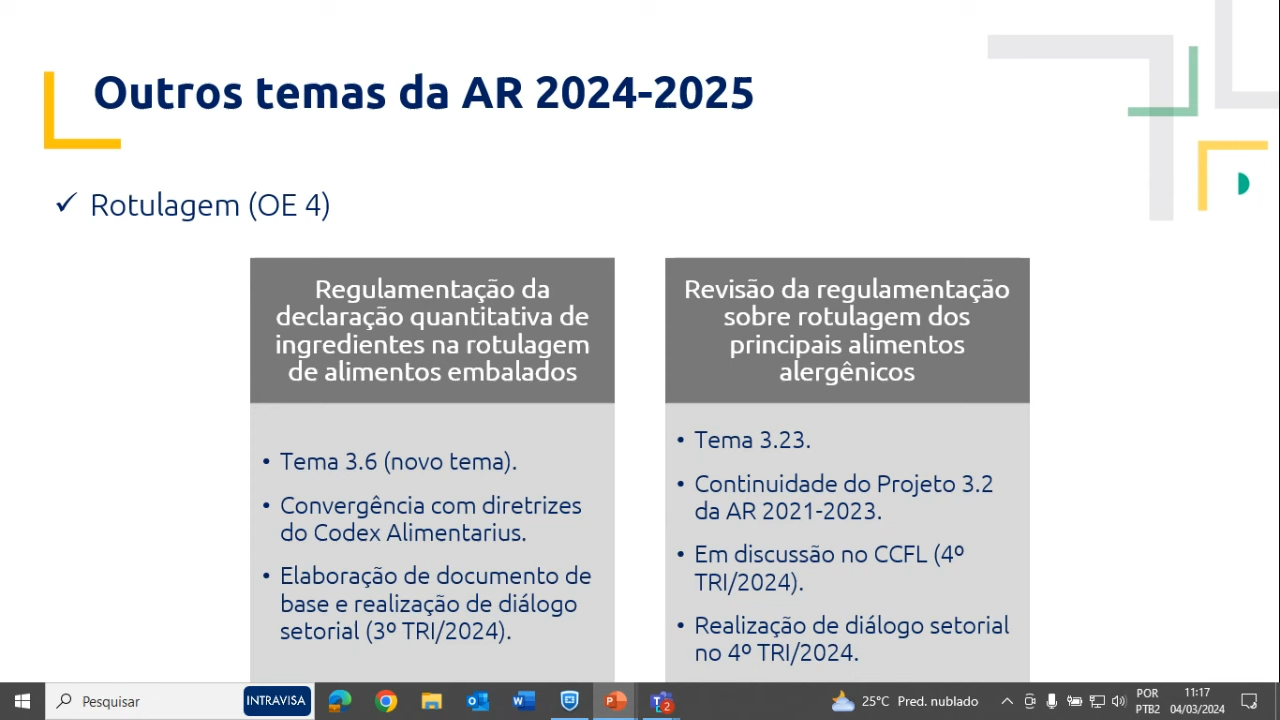 Outros temas da AR 2024-2025
✓ Rotulagem (OE 4)
Regulamentação da
declaração quantitativa de
ingredientes na rotulagem
de alimentos embalados
• Tema 3.6 (novo tema).
• Convergência com diretrizes
do Codex Alimentarius.
• Elaboração de documento de
base e realização de diálogo
setorial (3º TRI/2024).
Revisão da regulamentação
sobre rotulagem dos
principais alimentos
alergênicos
• Tema 3.23.
• Continuidade do Projeto 3.2
da AR 2021-2023.
• Em discussão no CCFL (4º
TRI/2024).
• Realização de diálogo setorial
no 4º TRI/2024.
Pesquisar
INTRAVISA
2
25°C Pred. nublado
POR
PTB2
11:17
04/03/2024